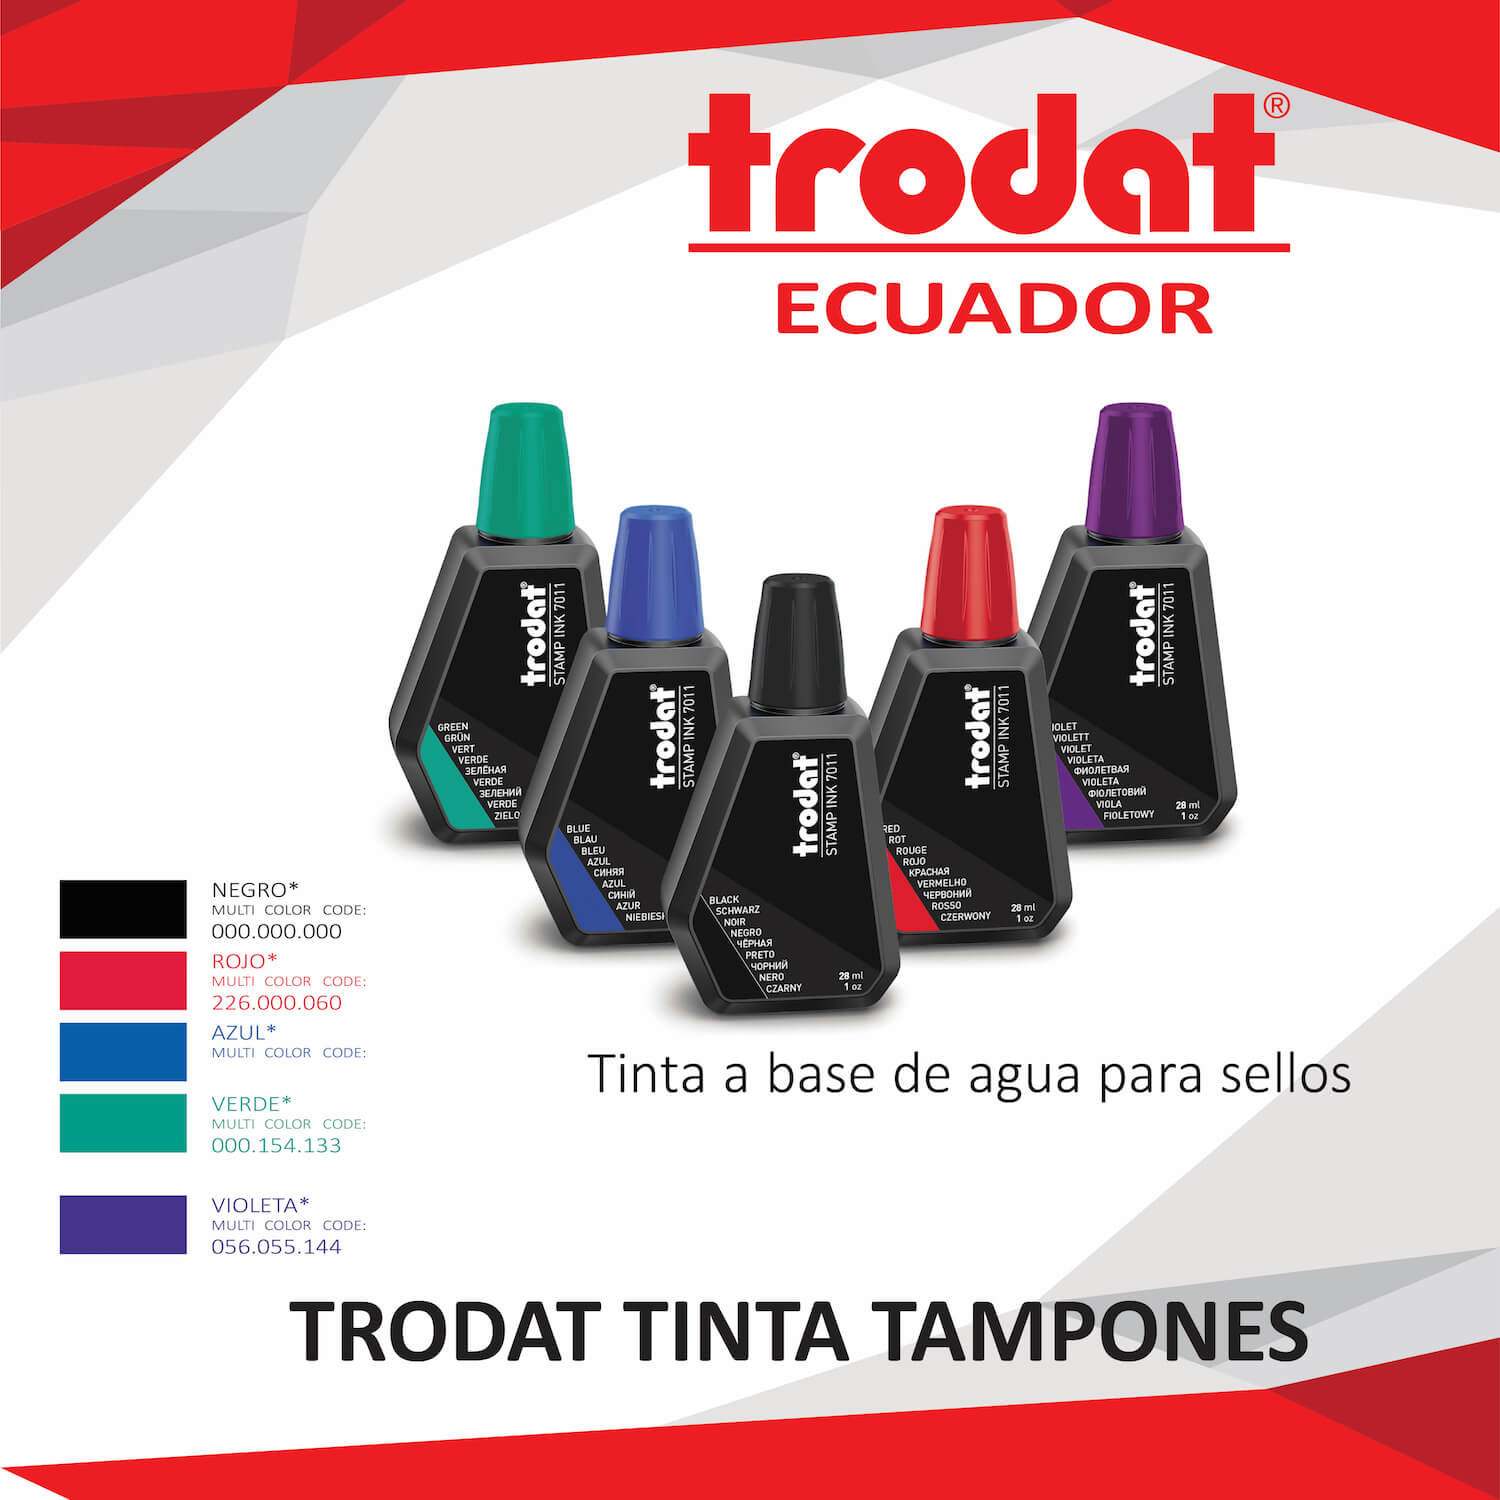 trodat®
ECUADOR
trodat®
STAMP INK 7011
GREEN
GRÜN
VERT
VERDE
ЗЕЛЁНАЯ
VERDE
ЗЕЛЕНИЙ
VERDE
trodat®
STAMP INK 7011
BLUE
BLAU
BLEU
AZUL
СИНЯЯ
AZUL
СИНІЙ
AZUR
trodat®
STAMP INK 7011
BLACK
SCHWARZ
NOIR
NEGRO
ЧЁРНАЯ
PRETO
ЧОРНИЙ
NERO
CZARNY
28 ml
1 oz
trodat®
STAMP INK 7011
RED
ROT
ROUGE
ROJO
КРАСНАЯ
VERMELHO
ЧЕРВОНИЙ
ROSSO
CZERWONY
28 ml
1 oz
trodat®
STAMP INK 7011
IOLET
VIOLETT
VIOLET
VIOLETA
ФИОЛЕТВАЯ
VIOLETA
ФІОЛЕТОВИЙ
VIOLA
FIOLETOWY
28 ml
1 oz
NEGRO*
MULTI COLOR CODE:
000.000.000
ROJO*
MULTI COLOR CODE:
226.000.060
AZUL*
MULTI COLOR CODE:
VERDE*
MULTI COLOR CODE:
000.154.133
VIOLETA*
MULTI COLOR CODE:
056.055.144
Tinta a base de agua para sellos
TRODAT TINTA TAMPONES